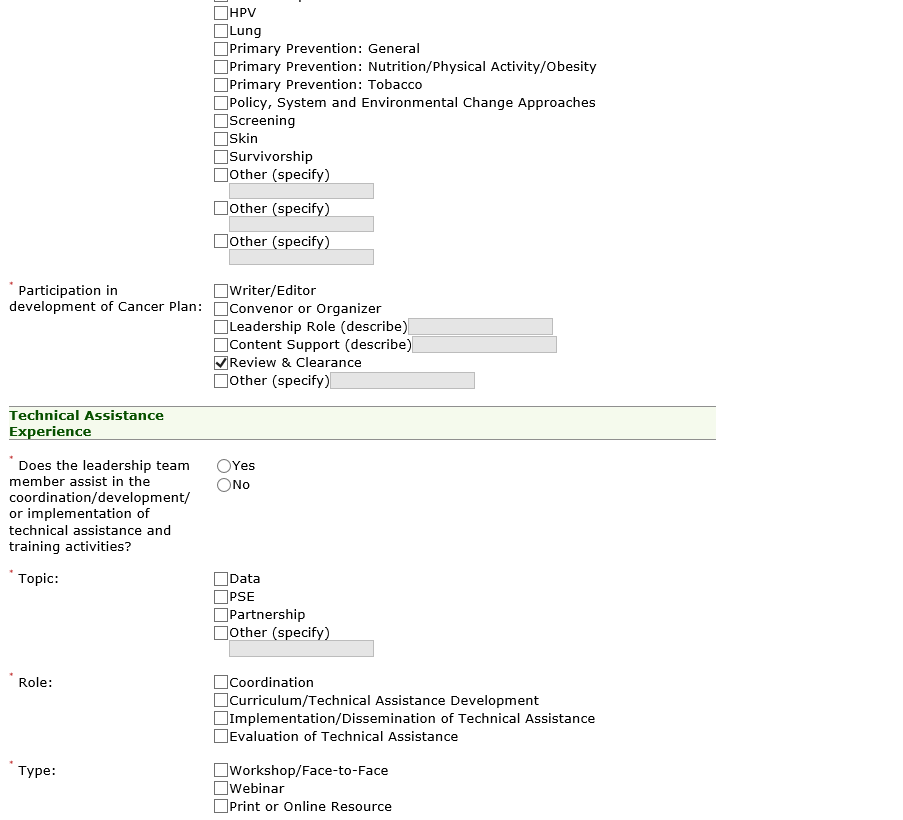 HPV
Lung
Primary Prevention: General
Primary Prevention: Nutrition/Physical Activity/Obesity
Primary Prevention: Tobacco
Policy, System and Environmental Change Approaches
Screening
Skin
Survivorship
Other (specify)
Other (specify)
Other (specify)
* Participation in
development of Cancer Plan:
Writer/Editor
Convenor or Organizer
Leadership Role (describe)
Content Support (describe)
Review & Clearance
Other (specify)
Technical Assistance
Experience
* Does the leadership team
member assist in the
coordination/development/
or implementation of
technical assistance and
training activities?
Yes
No
* Topic:
Data
PSE
Partnership
Other (specify)
* Role:
Coordination
Curriculum/Technical Assistance Development
Implementation/Dissemination of Technical Assistance
Evaluation of Technical Assistance
* Type:
Workshop/Face-to-Face
Webinar
Print or Online Resource